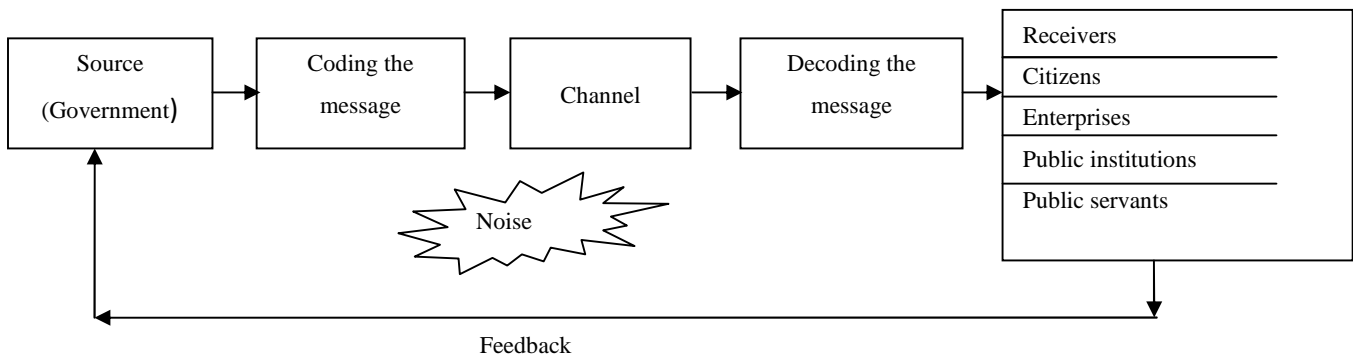 Source
(Government)
Coding the
message
Channel
Decoding the
message
Receivers
Citizens
Enterprises
Public institutions
Public servants
Noise
Feedback